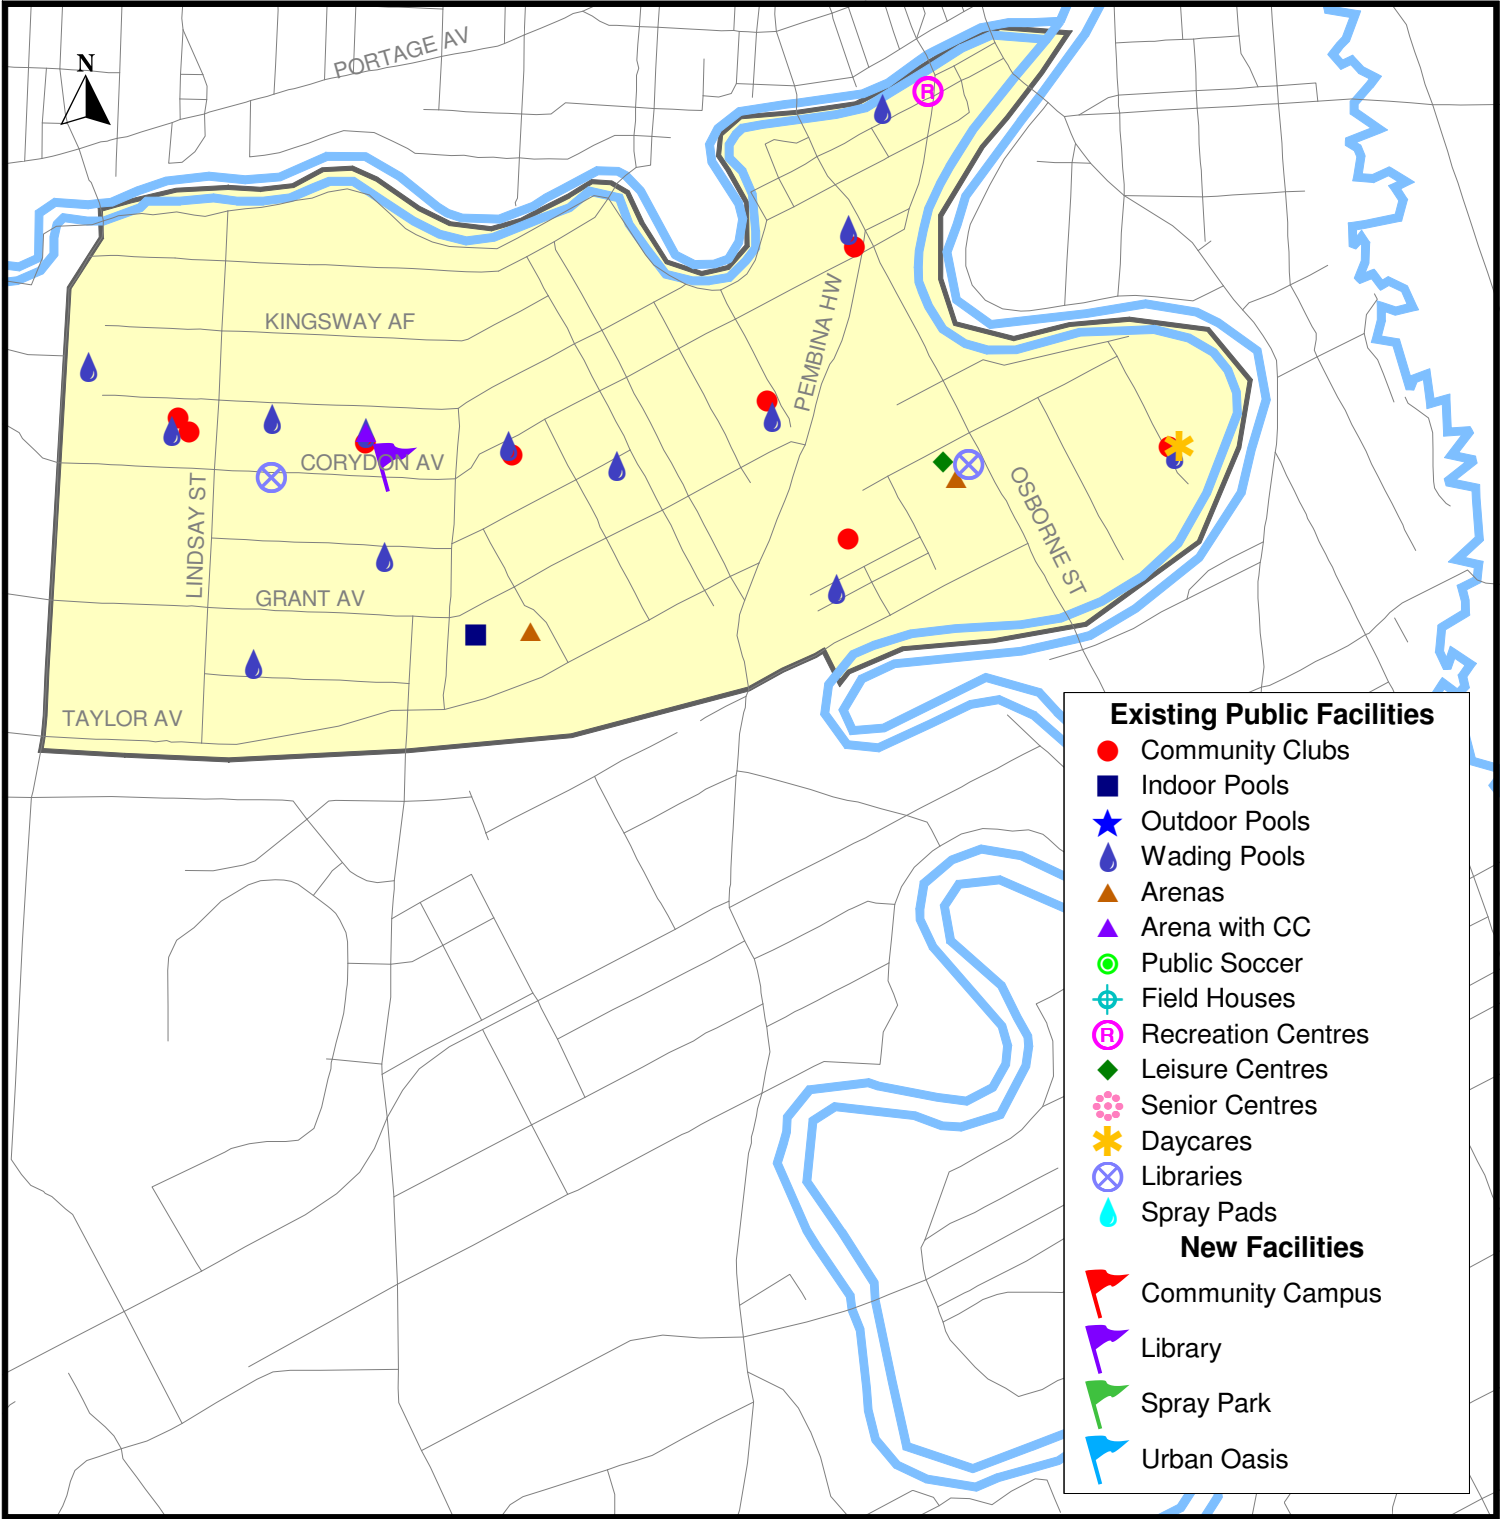 PORTAGE AV
N
R
KINGSWAY AF
PEMBINA HW
CORYDON AV
LINDSAY ST
OSBORNE ST
GRANT AV
TAYLOR AV
Existing Public Facilities
Community Clubs
Indoor Pools
Outdoor Pools
Wading Pools
Arenas
Arena with CC
Public Soccer
Field Houses
R Recreation Centres
Leisure Centres
Senior Centres
Daycares
Libraries
Spray Pads
New Facilities
Community Campus
Library
Spray Park
Urban Oasis